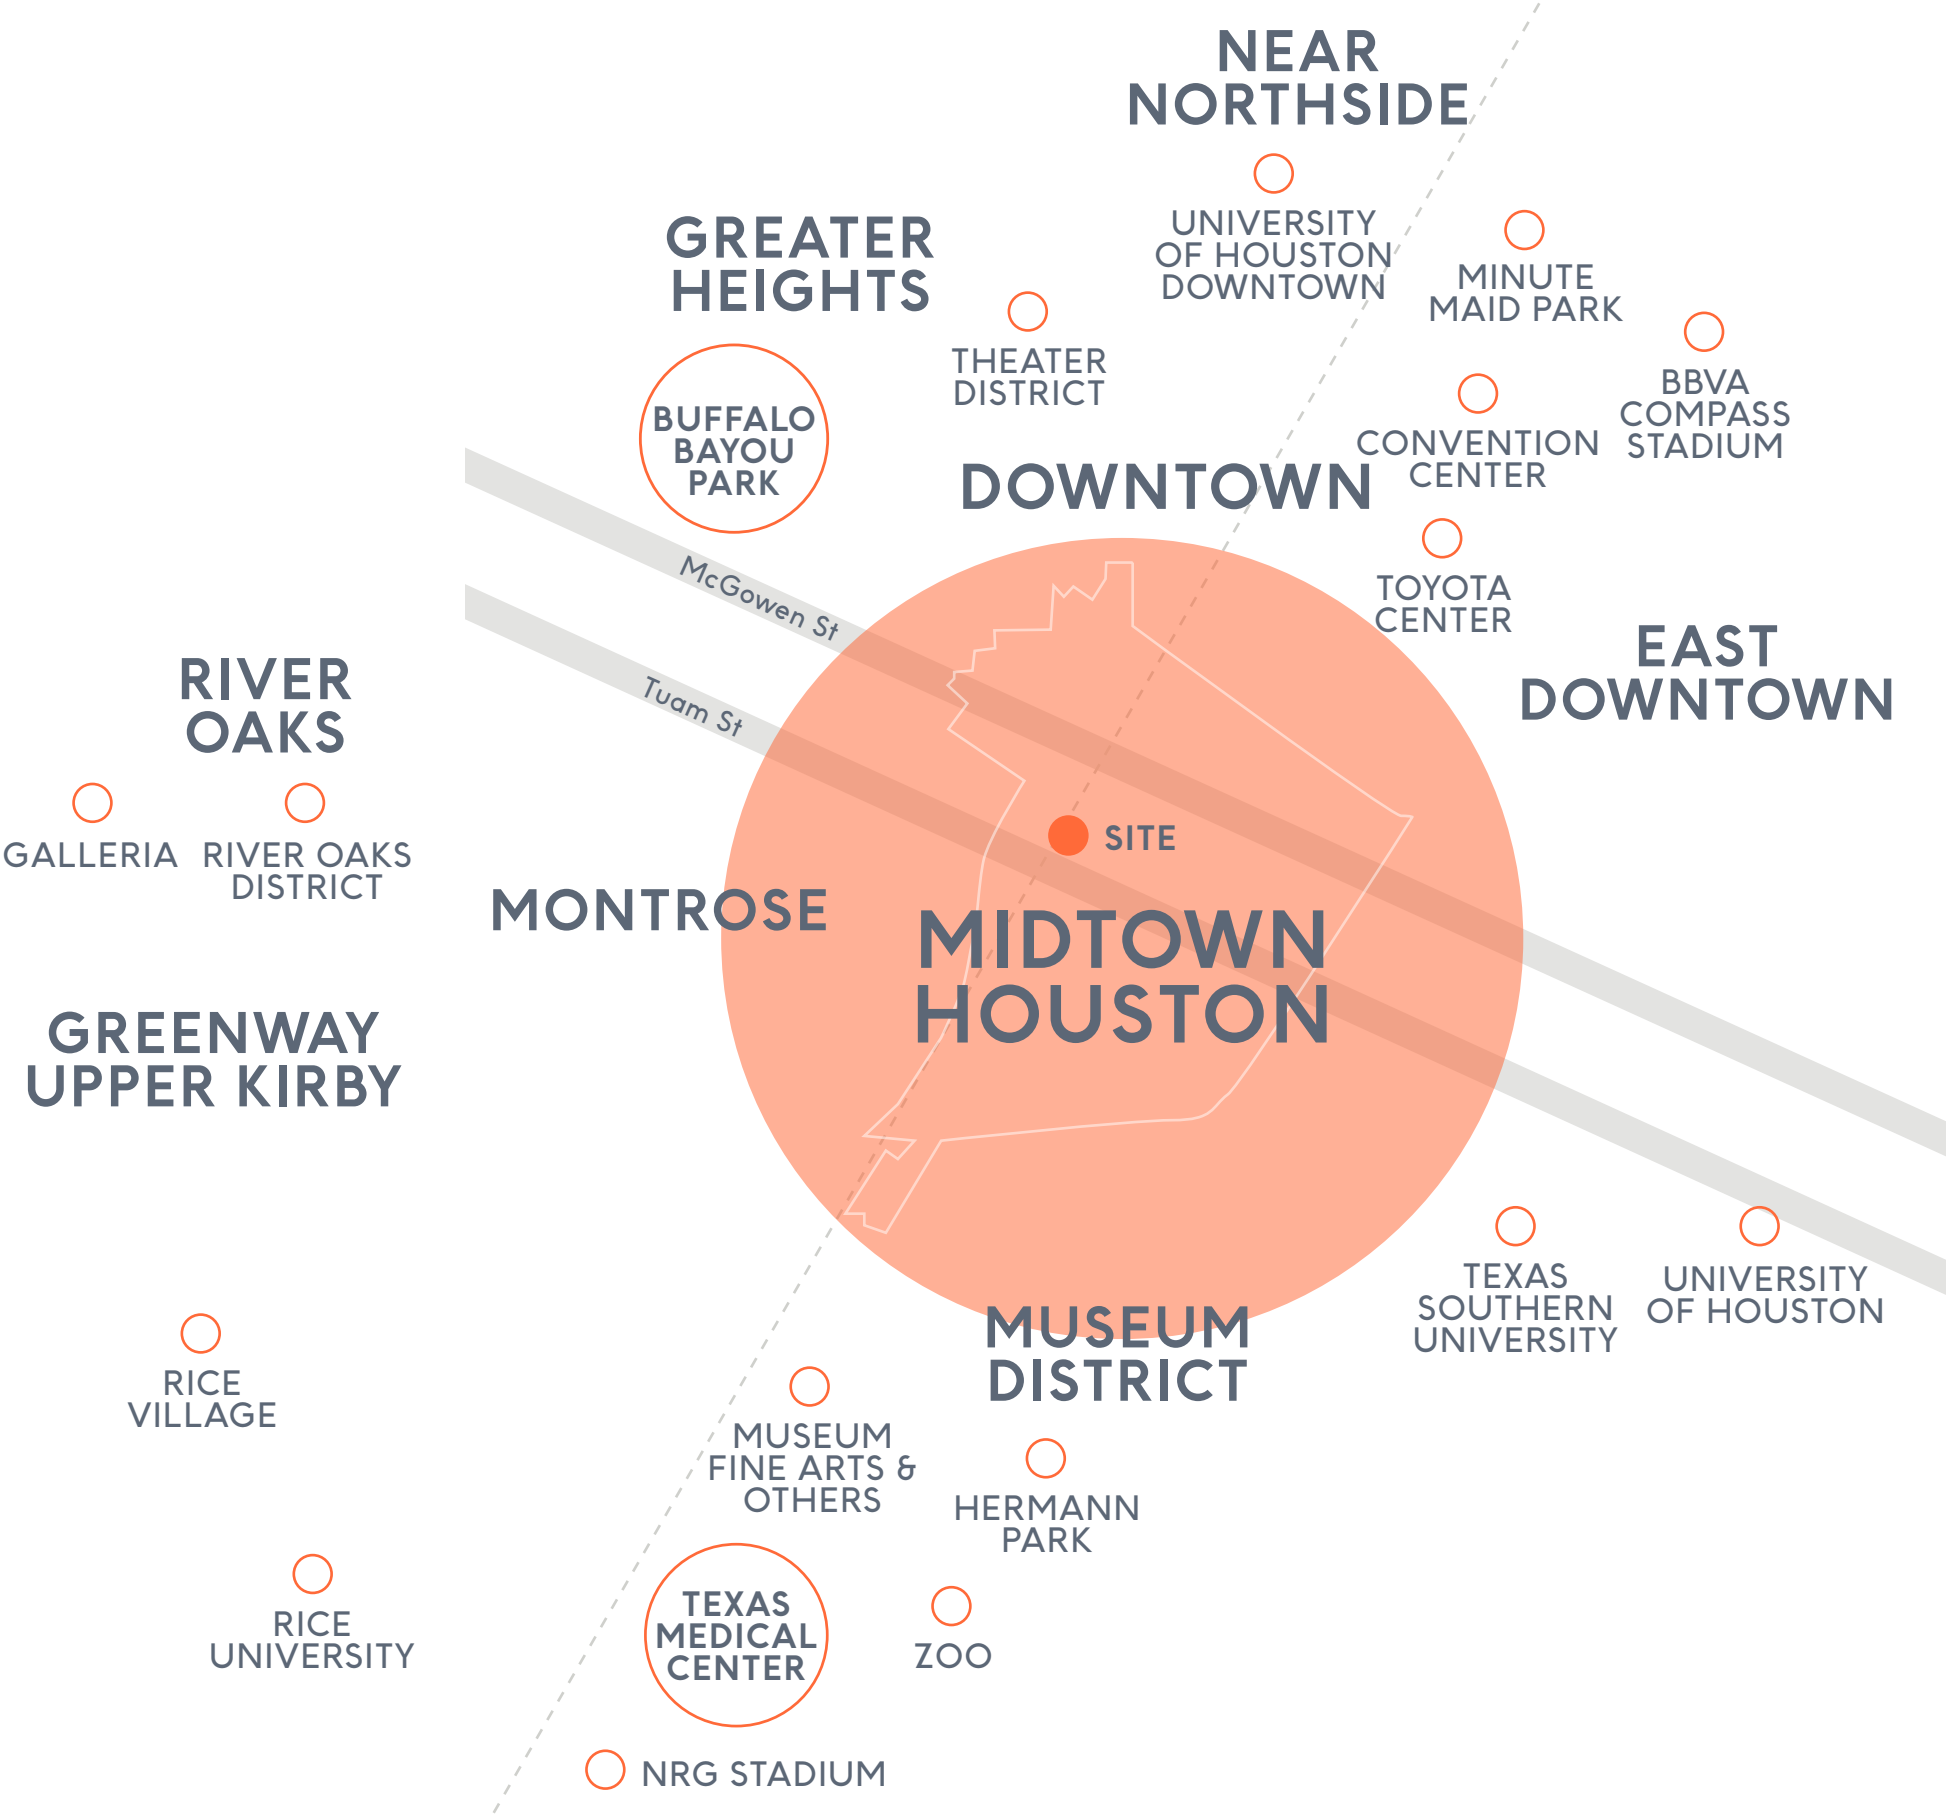 NEAR
NORTHSIDE
UNIVERSITY
OF HOUSTON
DOWNTOWN
MINUTE
MAID PARK
GREATER
HEIGHTS
THEATER
DISTRICT
BBVA
COMPASS
STADIUM
BUFFALO
BAYOU
PARK
CONVENTION
CENTER
DOWNTOWN
TOYOTA
CENTER
McGowen St
Tuam St
EAST
DOWNTOWN
RIVER
OAKS
GALLERIA
RIVER OAKS
DISTRICT
SITE
MONTROSE
MIDTOWN
HOUSTON
GREENWAY
UPPER KIRBY
TEXAS
SOUTHERN
UNIVERSITY
UNIVERSITY
OF HOUSTON
MUSEUM
DISTRICT
RICE
VILLAGE
MUSEUM
FINE ARTS &
OTHERS
HERMANN
PARK
RICE
UNIVERSITY
TEXAS
MEDICAL
CENTER
ZOO
NRG STADIUM